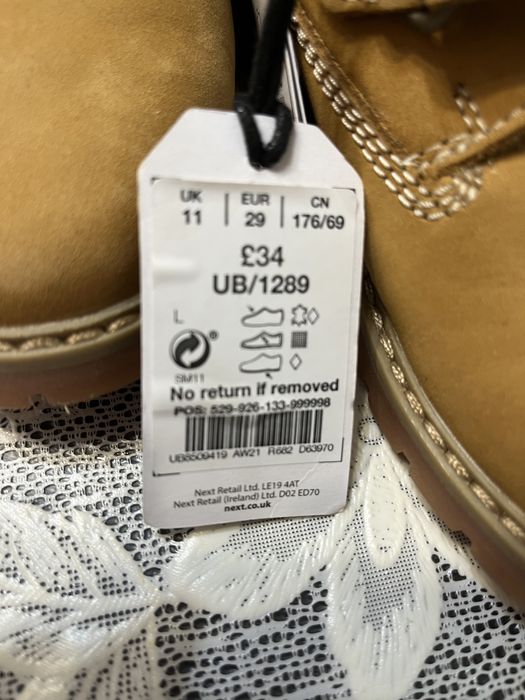 UK 11 | EUR 29 | CN 176/69
£34
UB/1289
L
SM11
No return if removed
POS: 529-926-133-999998
UB8509419 AW21 R682 D63970
Next Retail Ltd. LE19 4AT
Next Retail (Ireland) Ltd. D02 ED70
next.co.uk